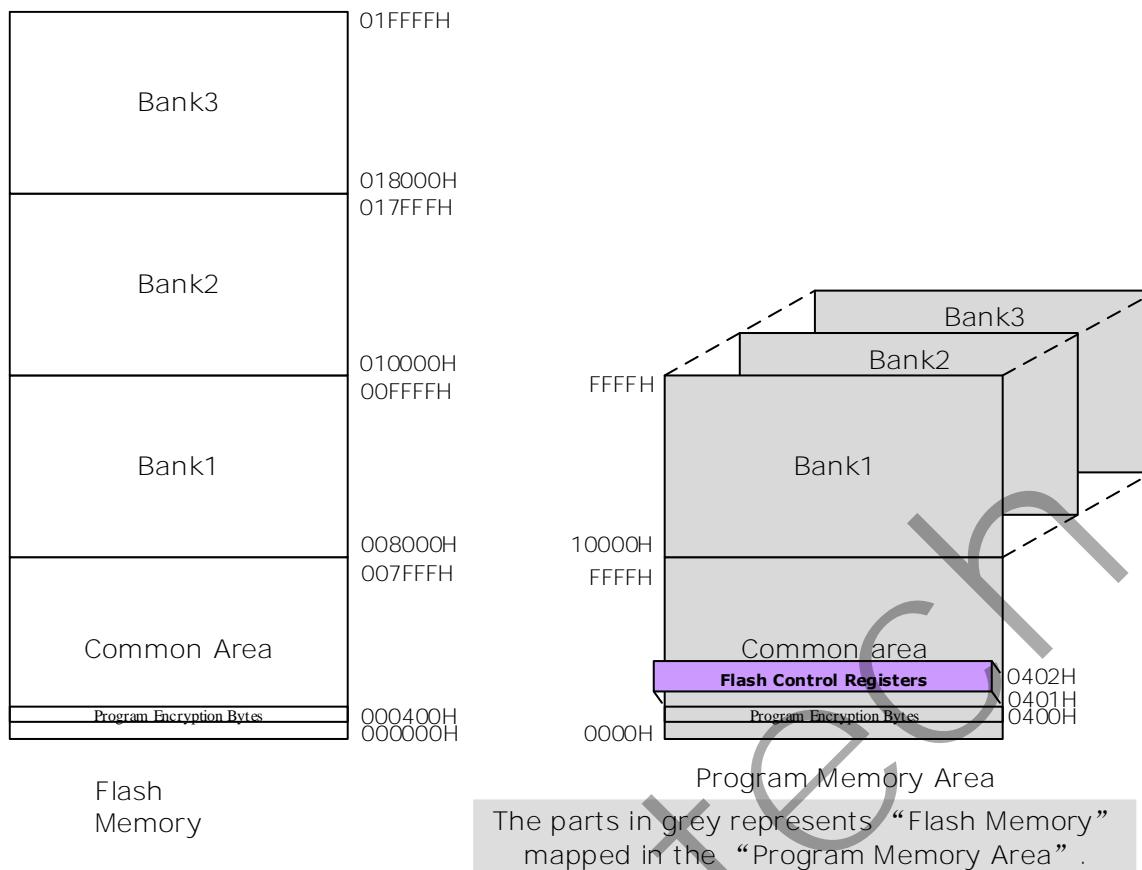 01FFFFH
Bank3
018000H
017FFFH
Bank2
010000H
00FFFFH
Bank1
008000H
007FFFH
Common Area
Program Encryption Bytes
000400H
000000H
Flash
Memory
Bank3
Bank2
FFFFH
Bank1
10000H
FFFFH
Common area
Flash Control Registers
0402H
0401H
Program Encryption Bytes
0400H
0000H
Program Memory Area
The parts in grey represents “Flash Memory”
mapped in the “Program Memory Area”.
tech